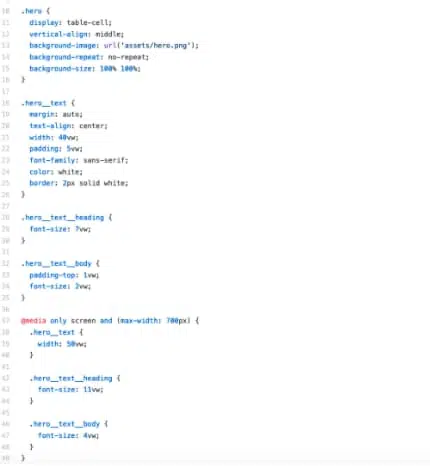 10 .hero {
11 display: table-cell;
12 vertical-align: middle;
13 background-image: url('assets/hero.png');
14 background-repeat: no-repeat;
15 background-size: 100% 100%;
16 }
17
18 .hero__text {
19 margin: auto;
20 text-align: center;
21 width: 40vw;
22 padding: 5vw;
23 font-family: sans-serif;
24 color: white;
25 border: 2px solid white;
26 }
27
28 .hero__text__heading {
29 font-size: 7vw;
30 }
31
32 .hero__text__body {
33 padding-top: 1vw;
34 font-size: 2vw;
35 }
36
37 @media only screen and (max-width: 700px) {
38 .hero__text {
39 width: 50vw;
40 }
41
42 .hero__text__heading {
43 font-size: 11vw;
44 }
45
46 .hero__text__body {
47 font-size: 4vw;
48 }
49 }